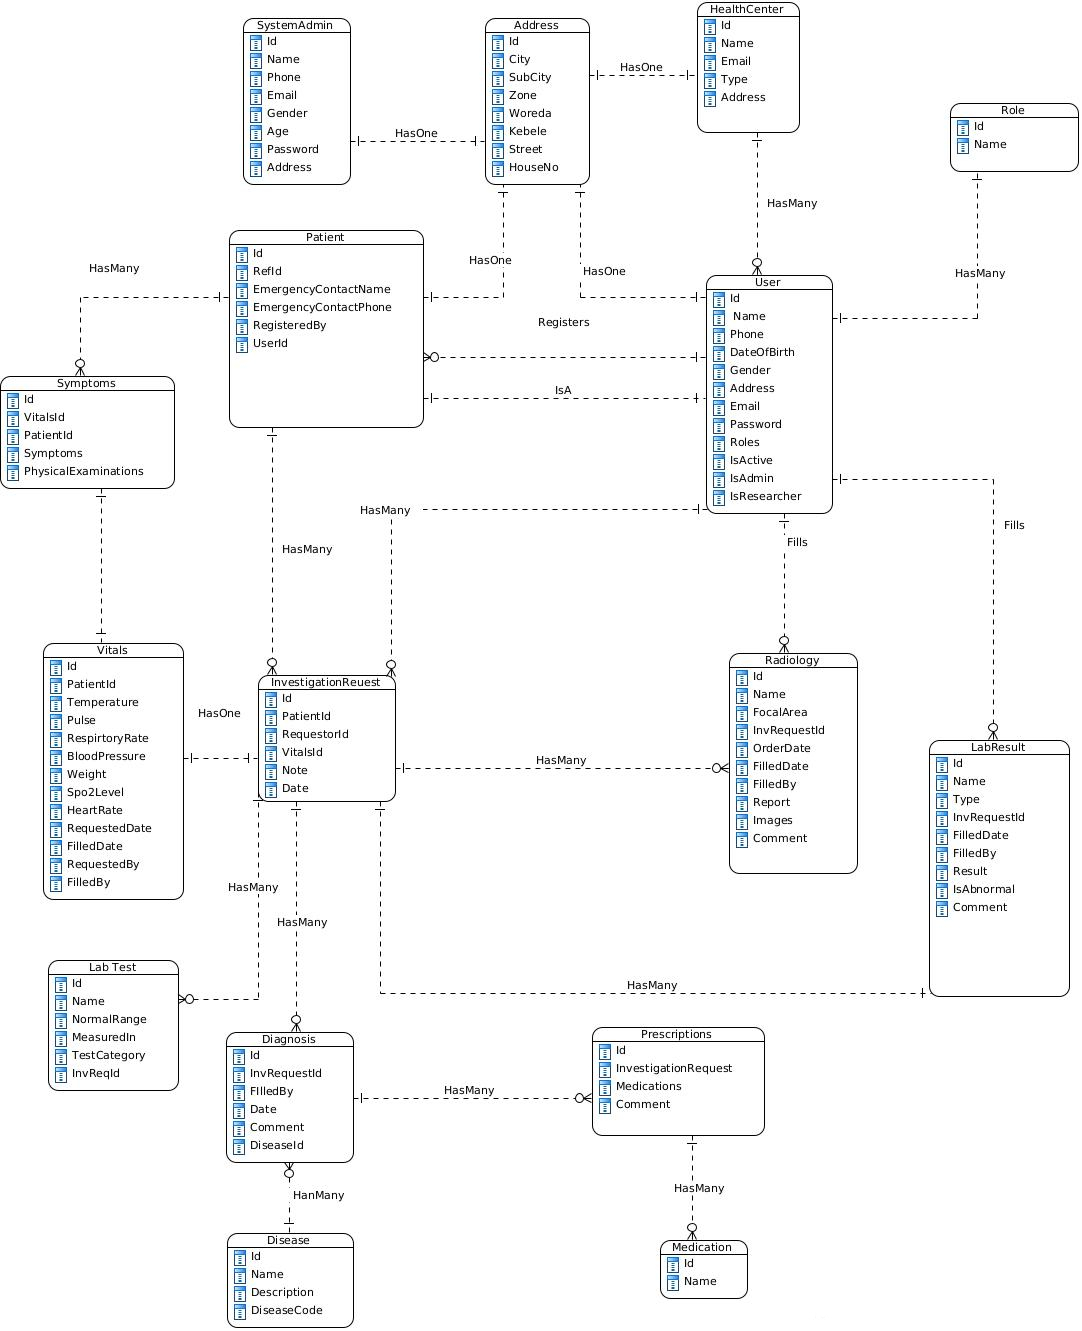 SystemAdmin
Id
Name
Phone
Email
Gender
Age
Password
Address
HasOne
Address
Id
City
SubCity
Zone
Woreda
Kebele
Street
HouseNo
HasOne
HealthCenter
Id
Name
Email
Type
Address
Role
Id
Name
HasMany
HasMany
HasOne
HasOne
HasMany
Patient
Id
RefId
EmergencyContactName
EmergencyContactPhone
RegisteredBy
UserId
Registers
IsA
User
Id
Name
Phone
DateOfBirth
Gender
Address
Email
Password
Roles
IsActive
IsAdmin
IsResearcher
Symptoms
Id
VitalsId
PatientId
Symptoms
PhysicalExaminations
HasMany
HasMany
Fills
Fills
Vitals
Id
PatientId
Temperature
Pulse
RespirtoryRate
BloodPressure
Weight
Spo2Level
HeartRate
RequestedDate
FilledDate
RequestedBy
FilledBy
HasOne
InvestigationReuest
Id
PatientId
RequestorId
VitalsId
Note
Date
HasMany
Radiology
Id
Name
FocalArea
InvRequestId
OrderDate
FilledDate
FilledBy
Report
Images
Comment
LabResult
Id
Name
Type
InvRequestId
FilledDate
FilledBy
Result
IsAbnormal
Comment
HasMany
HasMany
HasMany
Lab Test
Id
Name
NormalRange
MeasuredIn
TestCategory
InvReqId
Diagnosis
Id
InvRequestId
FIlledBy
Date
Comment
DiseaseId
HasMany
Prescriptions
Id
InvestigationRequest
Medications
Comment
HanMany
HasMany
Disease
Id
Name
Description
DiseaseCode
Medication
Id
Name